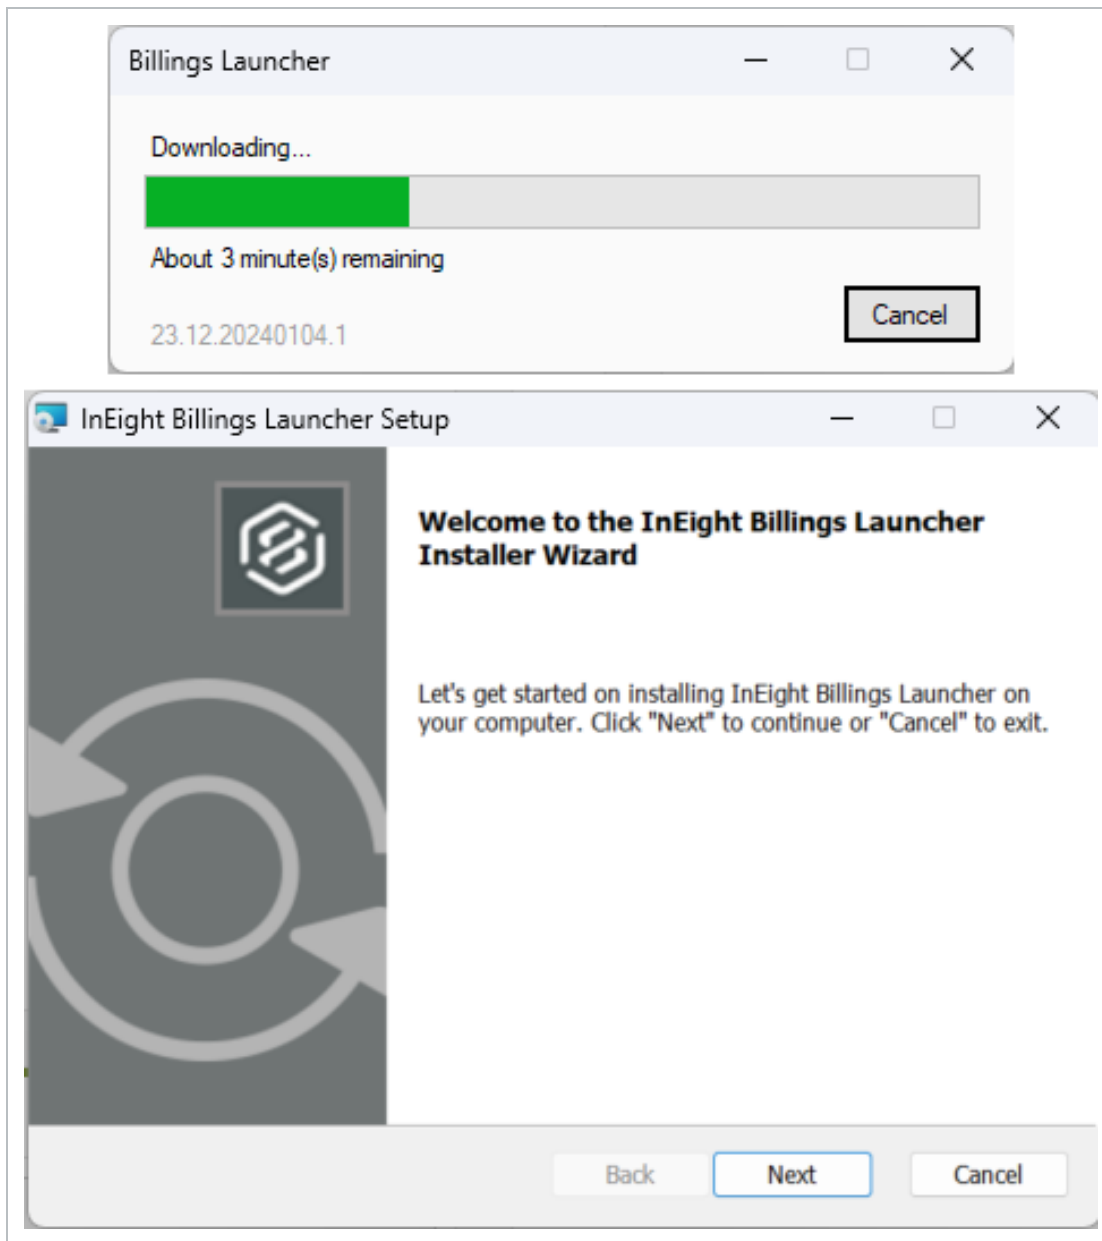 Billings Launcher
Downloading...
About 3 minute(s) remaining
Cancel
23.12.20240104.1
InEight Billings Launcher Setup
Welcome to the InEight Billings Launcher
Installer Wizard
Let's get started on installing InEight Billings Launcher on
your computer. Click "Next" to continue or "Cancel" to exit.
Back Next Cancel